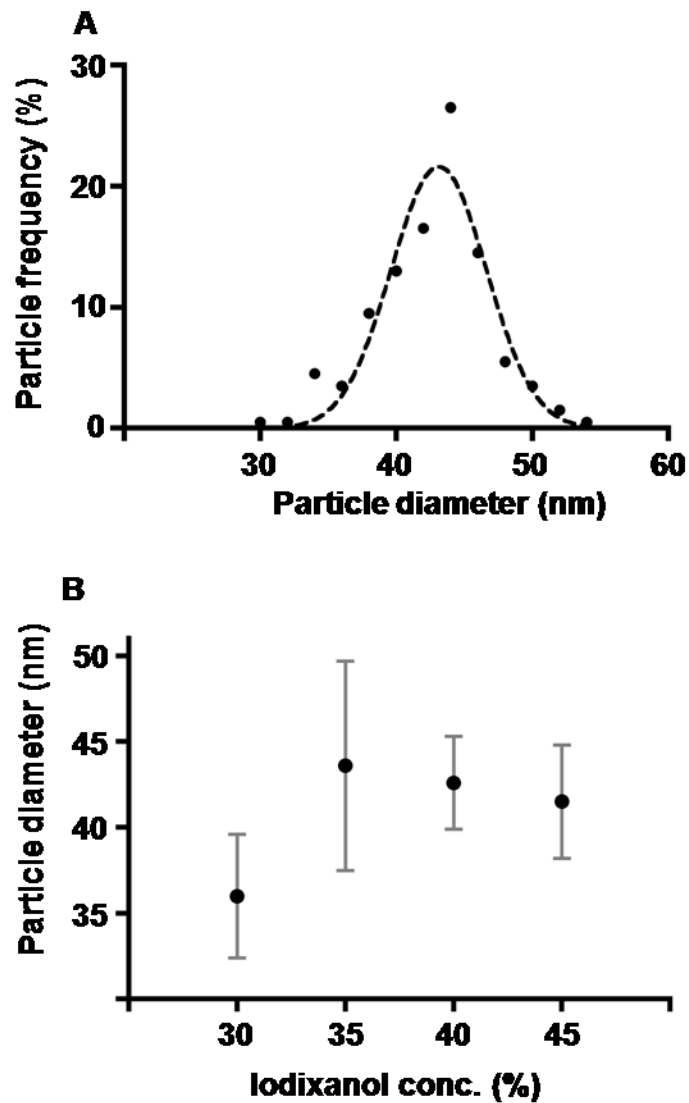 A
Particle frequency (%)
30
20
10
0
30 40 50 60
Particle diameter (nm)
B
Particle diameter (nm)
50
45
40
35
30 35 40 45
Iodixanol conc. (%)